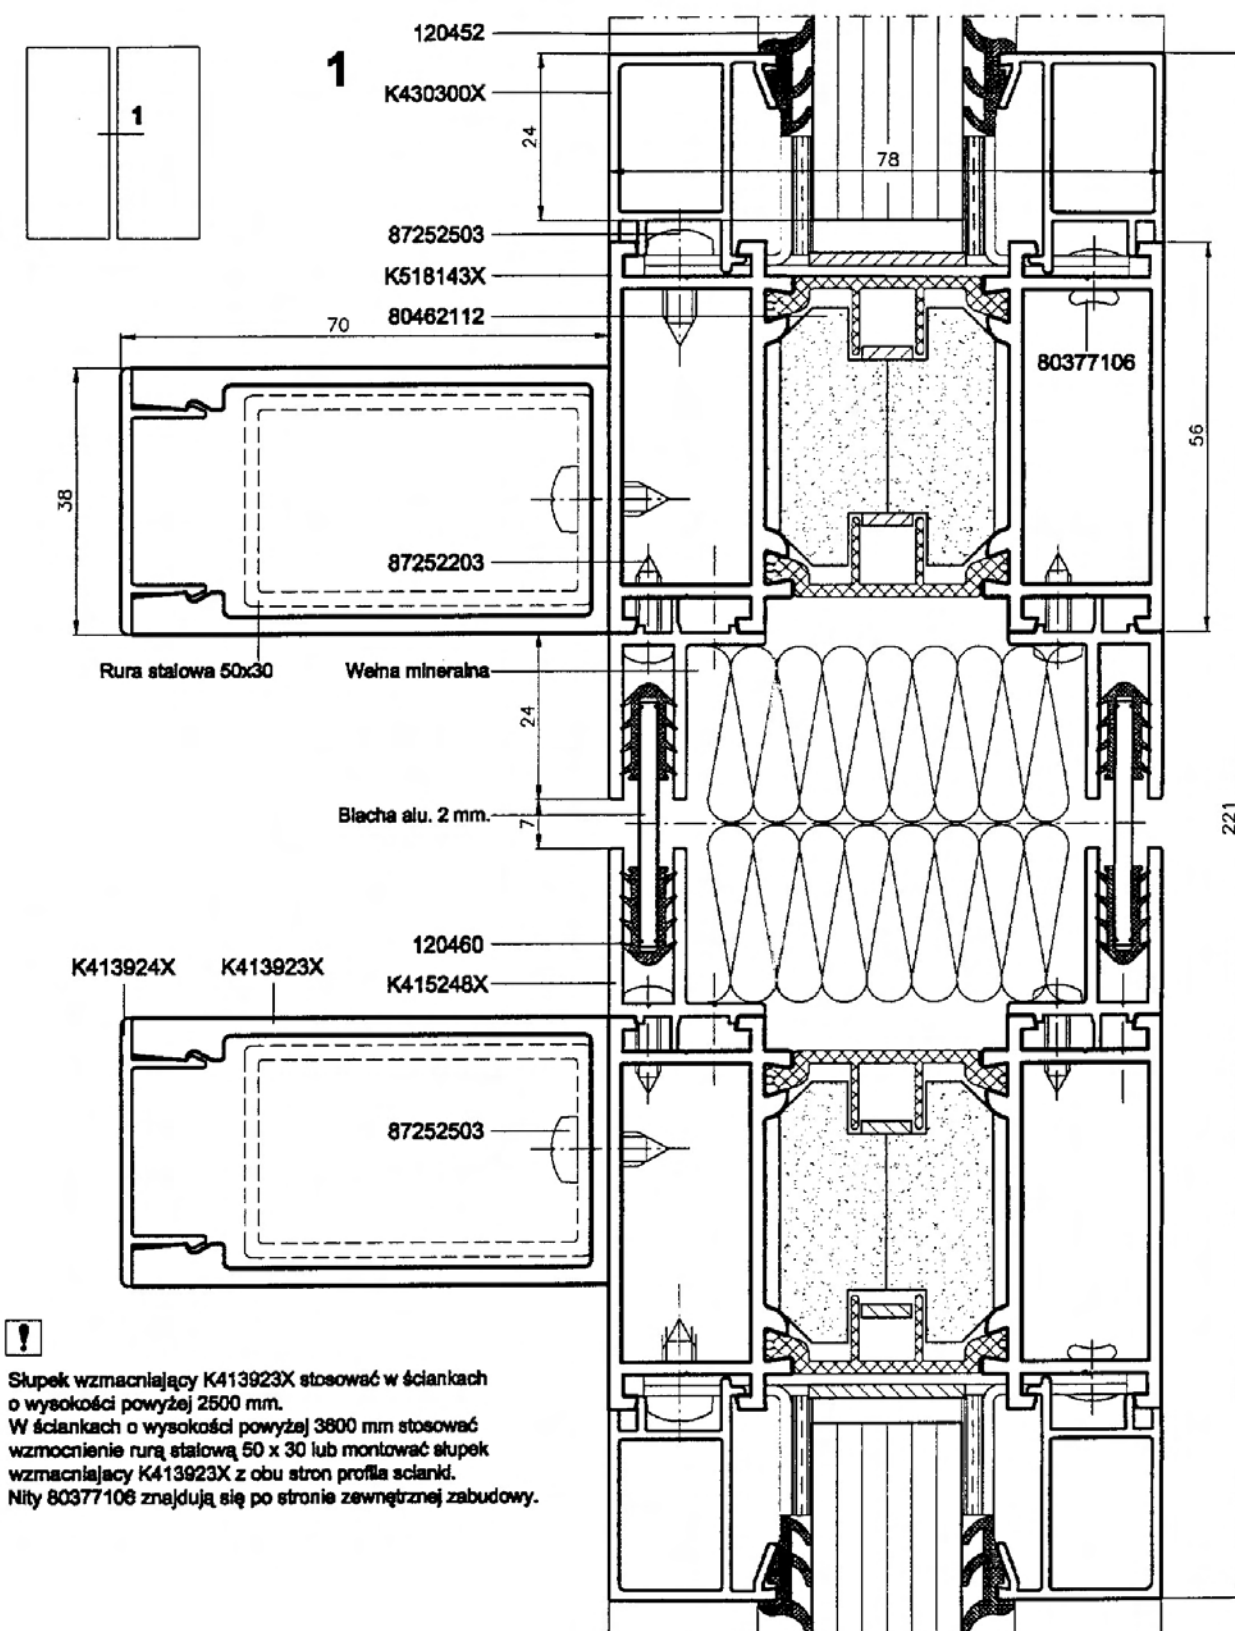 1
1
120452
K430300X
24
78
87252503
K518143X
80462112
70
80377106
56
38
87252203
Rura stalowa 50x30
Wełna mineralna
24
Blacha alu. 2 mm.
7
221
120460
K413924X
K413923X
K415248X
87252503
!
Słupek wzmacniający K413923X stosować w ściankach
o wysokości powyżej 2500 mm.
W ściankach o wysokości powyżej 3800 mm stosować
wzmocnienie rurą stalową 50 x 30 lub montować słupek
wzmacniajacy K413923X z obu stron profila scianki.
Nity 80377106 znajdują się po stronie zewnętrznej zabudowy.